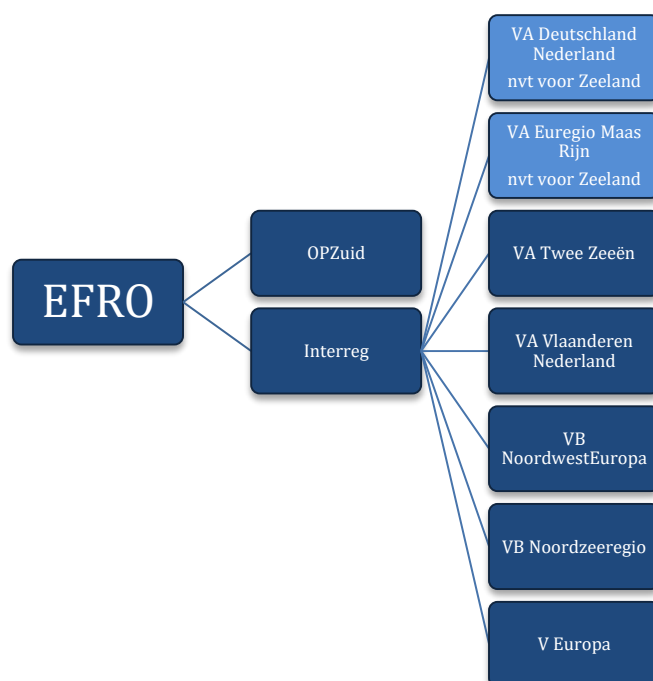 EFRO
OPZuid
Interreg
VA Deutschland
Nederland
nvt voor Zeeland
VA Euregio Maas
Rijn
nvt voor Zeeland
VA Twee Zeeën
VA Vlaanderen
Nederland
VB
NoordwestEuropa
VB Noordzeeregio
V Europa